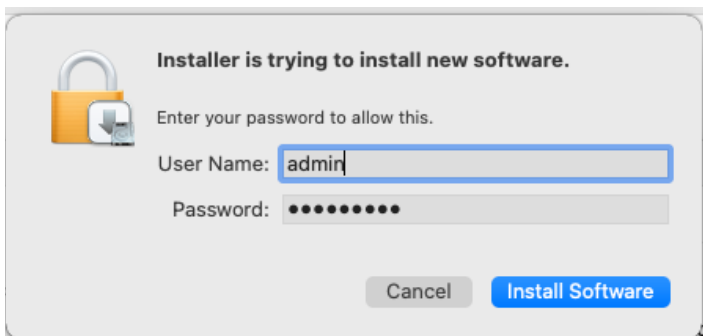 Installer is trying to install new software.
Enter your password to allow this.
User Name: admin
Password: •••••••••
Cancel Install Software